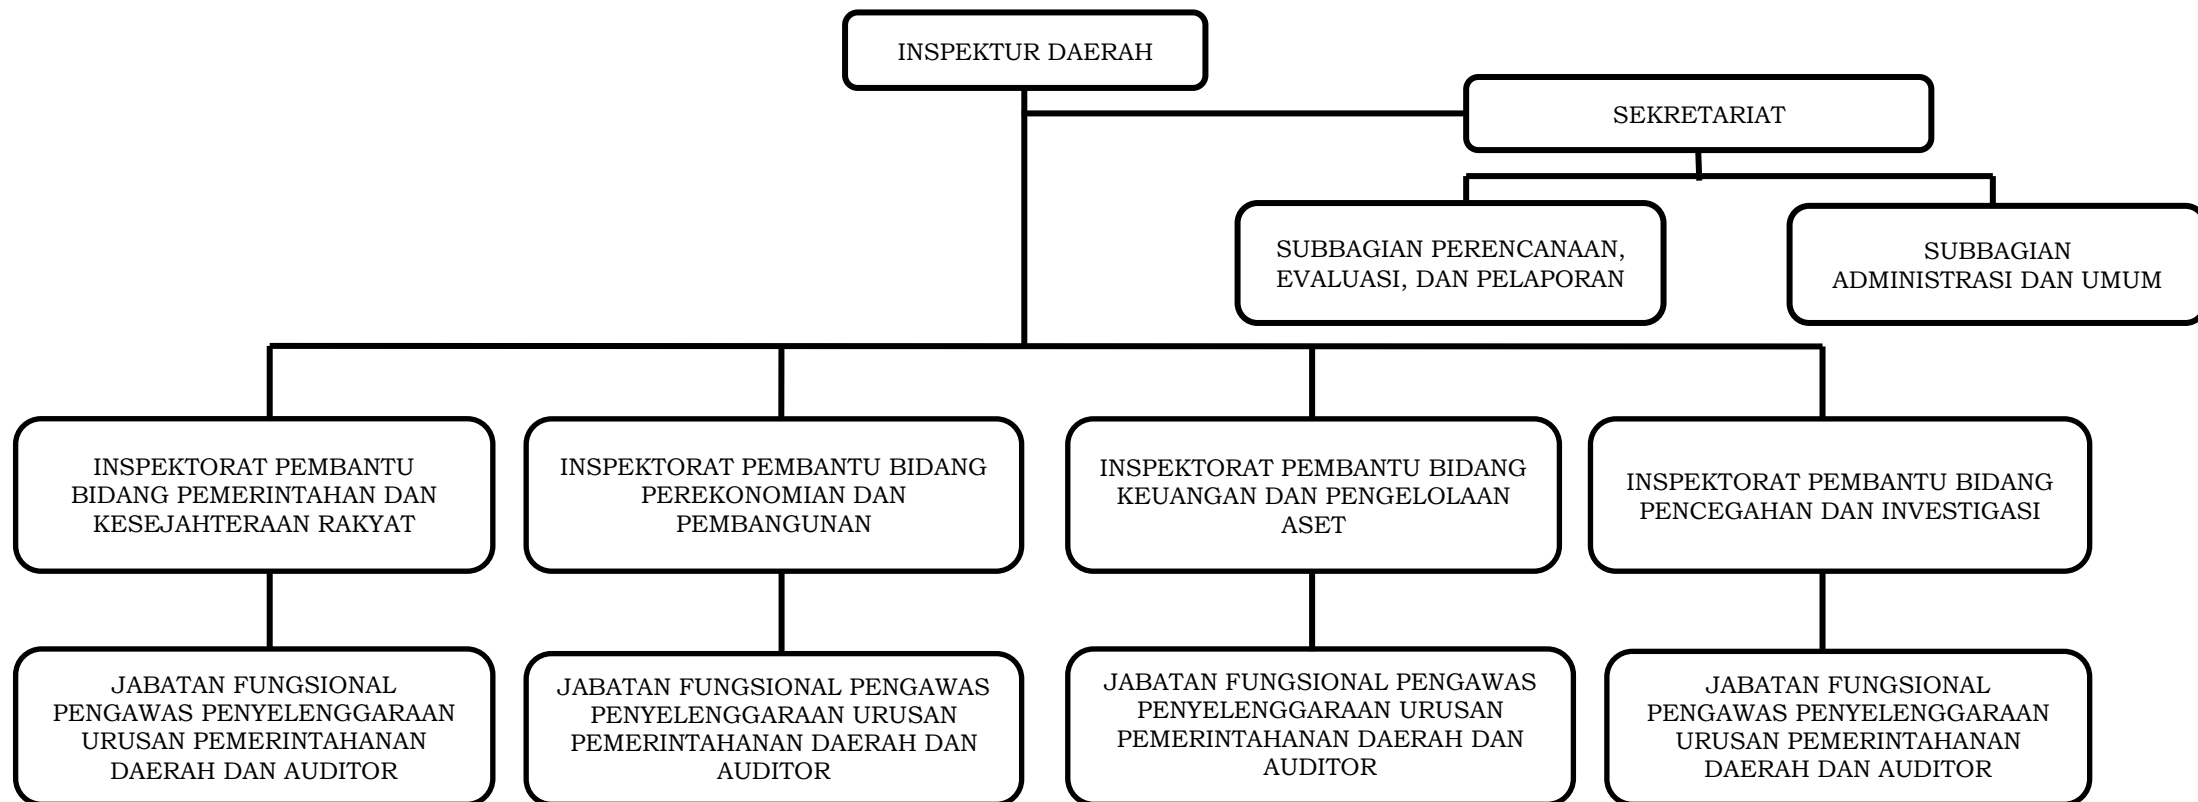 INSPEKTUR DAERAH
SEKRETARIAT
SUBBAGIAN PERENCANAAN,
EVALUASI, DAN PELAPORAN
SUBBAGIAN
ADMINISTRASI DAN UMUM
INSPEKTORAT PEMBANTU
BIDANG PEMERINTAHAN DAN
KESEJAHTERAAN RAKYAT
INSPEKTORAT PEMBANTU BIDANG
PEREKONOMIAN DAN
PEMBANGUNAN
INSPEKTORAT PEMBANTU BIDANG
KEUANGAN DAN PENGELOLAAN
ASET
INSPEKTORAT PEMBANTU BIDANG
PENCEGAHAN DAN INVESTIGASI
JABATAN FUNGSIONAL
PENGAWAS PENYELENGGARAAN
URUSAN PEMERINTAHANAN
DAERAH DAN AUDITOR
JABATAN FUNGSIONAL PENGAWAS
PENYELENGGARAAN URUSAN
PEMERINTAHANAN DAERAH DAN
AUDITOR
JABATAN FUNGSIONAL PENGAWAS
PENYELENGGARAAN URUSAN
PEMERINTAHANAN DAERAH DAN
AUDITOR
JABATAN FUNGSIONAL
PENGAWAS PENYELENGGARAAN
URUSAN PEMERINTAHANAN
DAERAH DAN AUDITOR